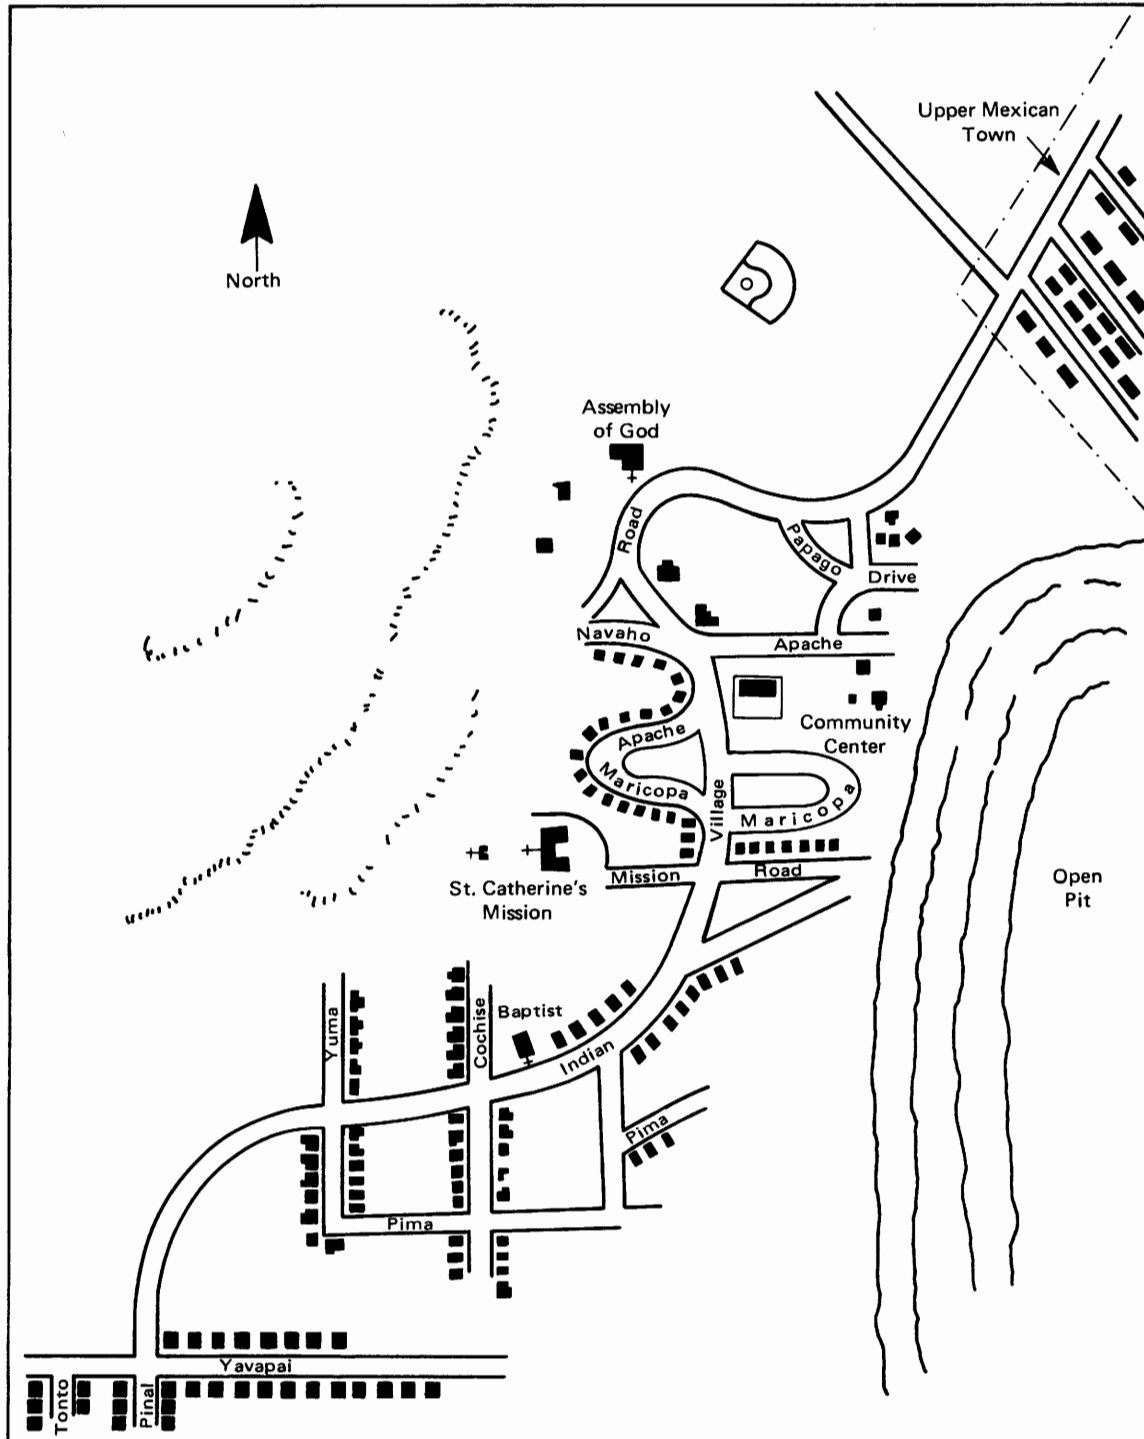 Upper Mexican
Town
North
Assembly
of God
Road
Papago
Drive
Navaho
Apache
Apache
Community
Center
Maricopa
Village
Maricopa
Mission
Road
St. Catherine's
Mission
Open
Pit
Yuma
Cochise
Baptist
Indian
Pima
Pima
Yavapai
Tonto
Pinal